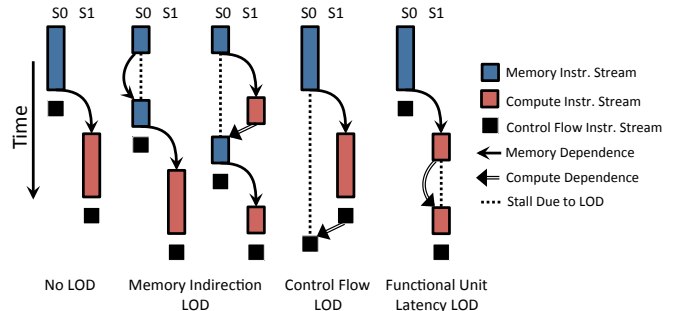 S0 S1
S0 S1
S0 S1
S0 S1
S0 S1
Time
Memory Instr. Stream
Compute Instr. Stream
Control Flow Instr. Stream
Memory Dependence
Compute Dependence
Stall Due to LOD
No LOD
Memory Indirection
LOD
Control Flow
LOD
Functional Unit
Latency LOD